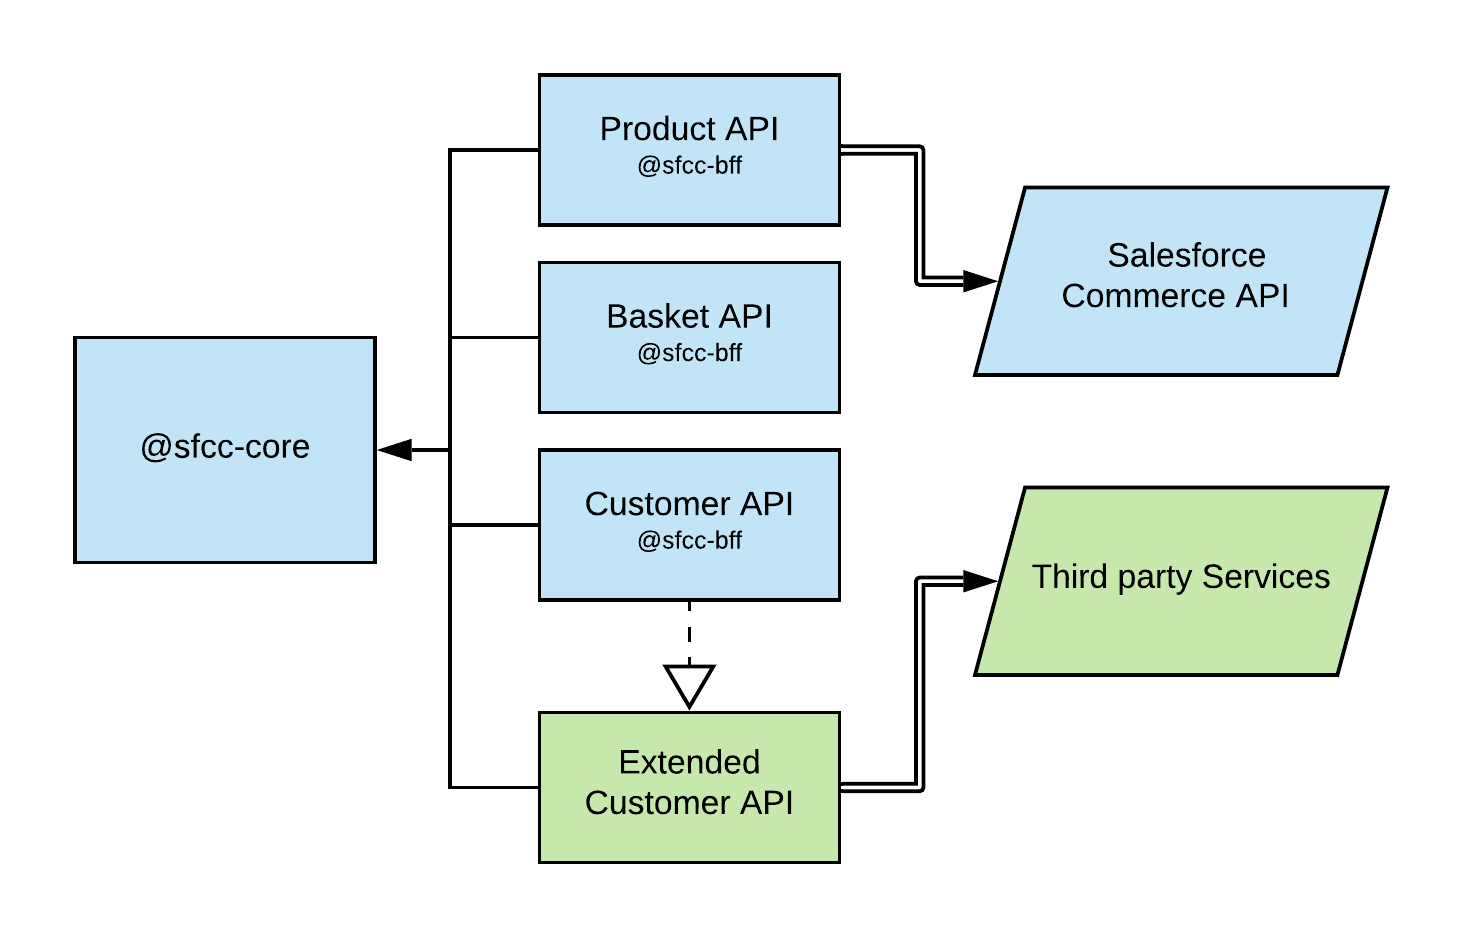 Product API
@sfcc-bff
Salesforce
Commerce API
Basket API
@sfcc-bff
@sfcc-core
Customer API
@sfcc-bff
Third party Services
Extended
Customer API